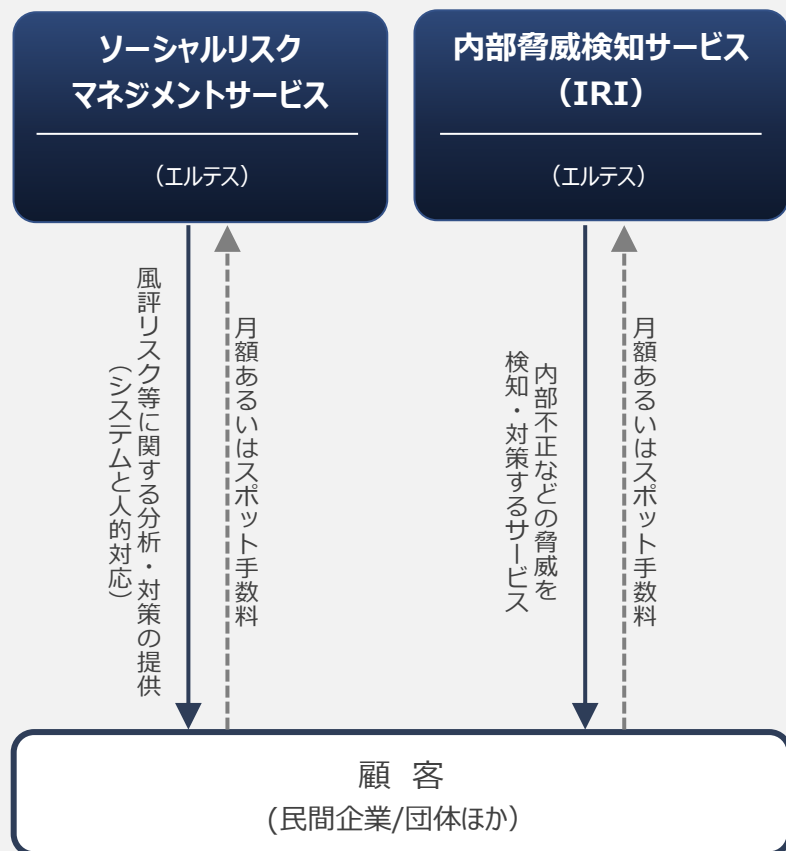 ソーシャルリスク
マネジメントサービス
（エルテス）
内部脅威検知サービス
（IRI）
（エルテス）
風評リスク等に関する分析・対策の提供
（システムと人的対応）
月額あるいはスポット手数料
内部不正などの脅威を
検知・対策するサービス
月額あるいはスポット手数料
顧 客
(民間企業/団体ほか）